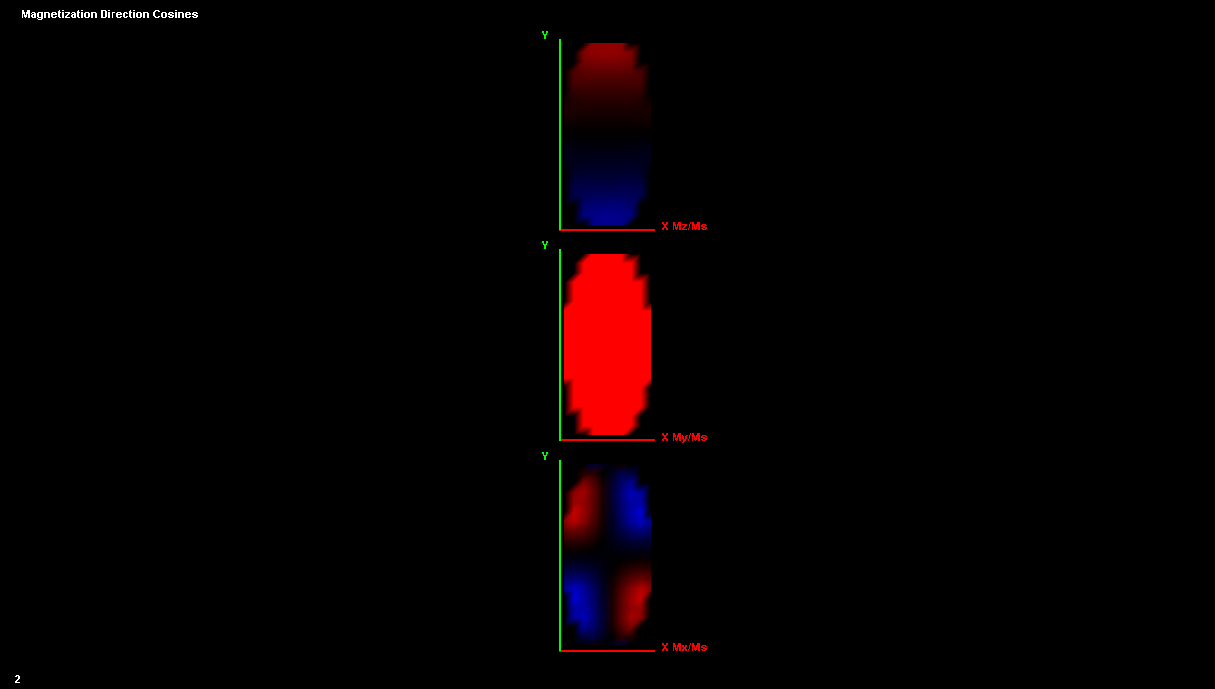 Magnetization Direction Cosines
Y
X Mz/Ms
Y
X My/Ms
Y
X Mx/Ms
2